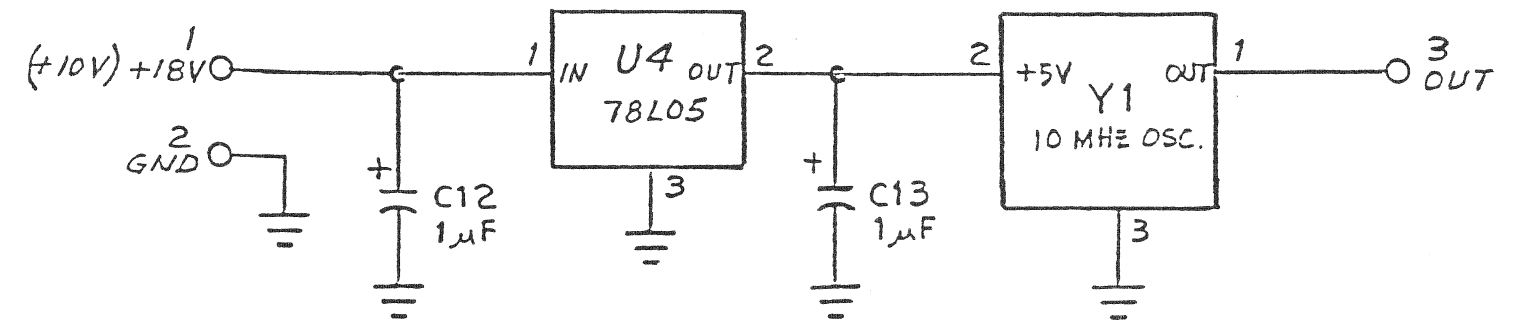 1
(+10V) +18V
2
GND
+
C12
1µF
1
IN
U4
OUT
78L05
2
3
+
C13
1µF
2
+5V
OUT
Y1
10 MHZ OSC.
1
3
3
OUT